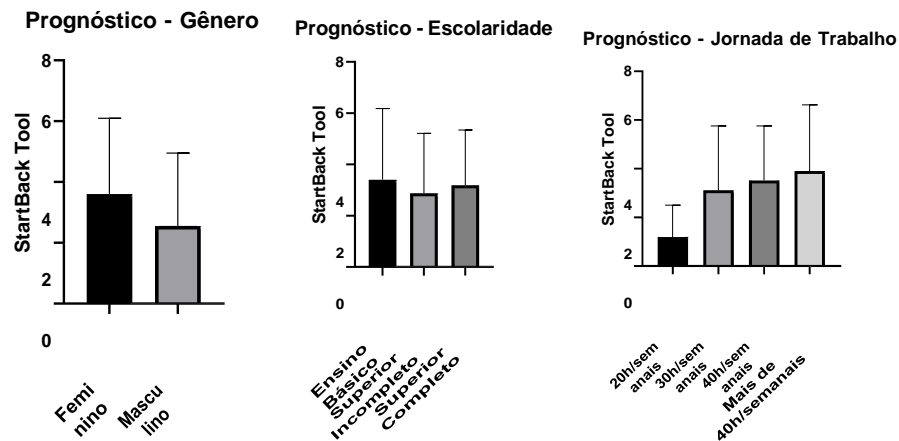 Prognóstico - Gênero
8
6
4
2
0
StartBack Tool
Femi
nino
Mascu
lino
Prognóstico - Escolaridade
8
6
4
2
0
StartBack Tool
Ensino
Básico
Superior
Incompleto
Superior
Completo
Prognóstico - Jornada de Trabalho
8
6
4
2
0
StartBack Tool
20h/sem
anais
30h/sem
anais
40h/sem
anais
Mais de
40h/semanais